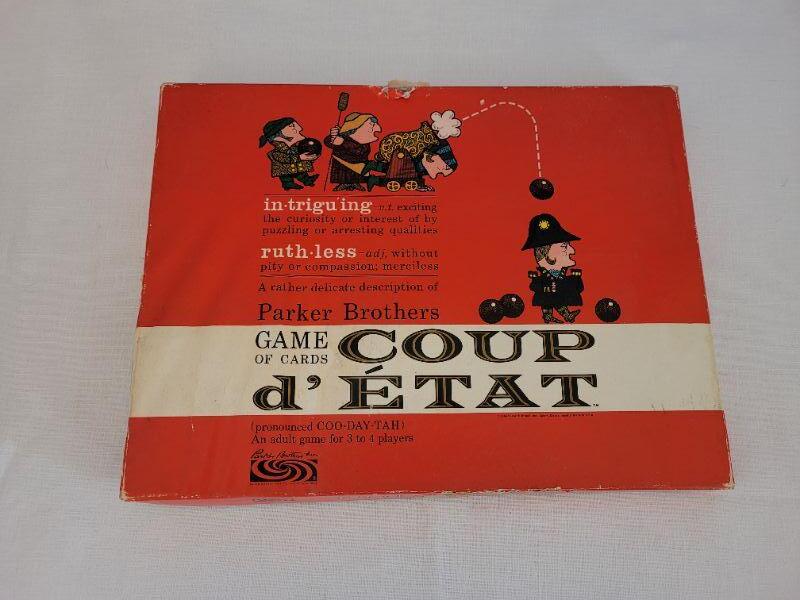 in·trigu´ing n.t. exciting
the curiosity or interest of by
puzzling or arresting qualities
ruth·less adj, without
pity or compassion; merciless
A rather delicate description of
Parker Brothers
GAME
OF CARDS
COUP
d'ÉTAT
(pronounced COO-DAY-TAH)
An adult game for 3 to 4 players
Parker Brothers